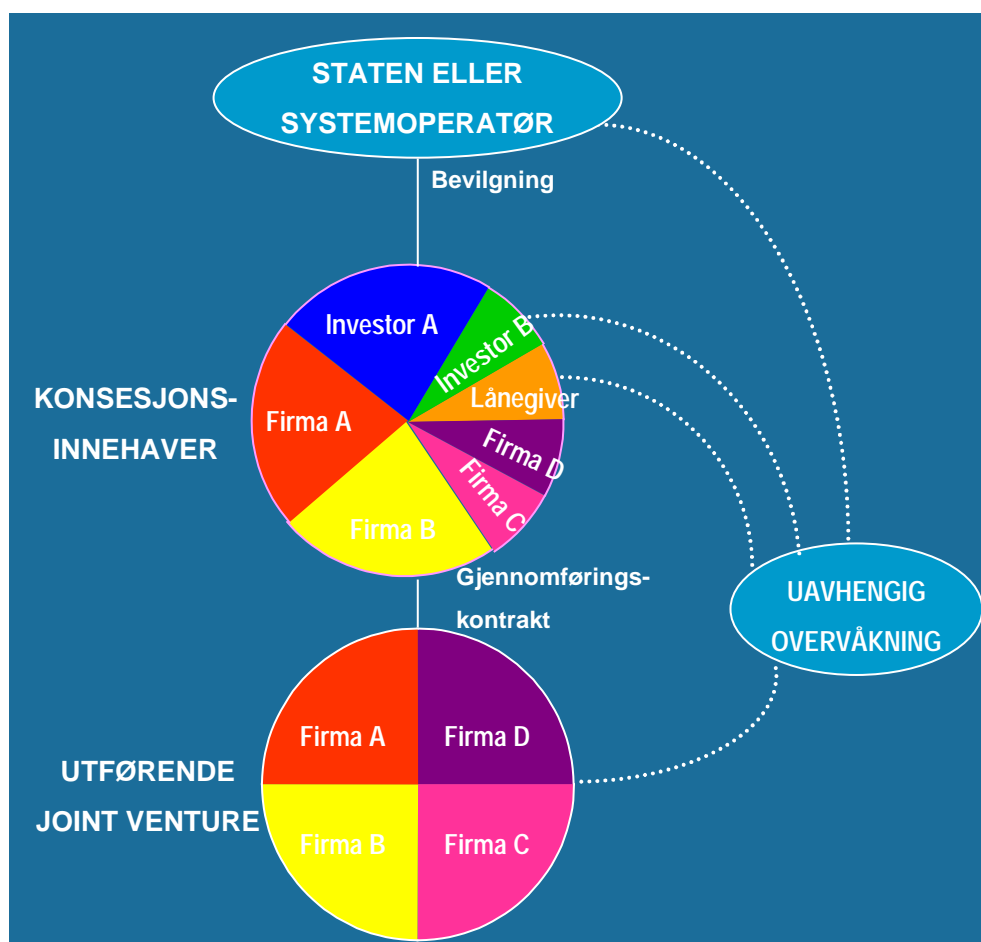 STATEN ELLER
SYSTEMOPERATØR
Bevilgning
Investor A
Investor B
Lånegiver
Firma D
Firma C
Firma B
Firma A
KONSESJONS-
INNEHAVER
Gjennomførings-
kontrakt
UAVHENGIG
OVERVÅKNING
UTFØRENDE
JOINT VENTURE
Firma A
Firma D
Firma B
Firma C